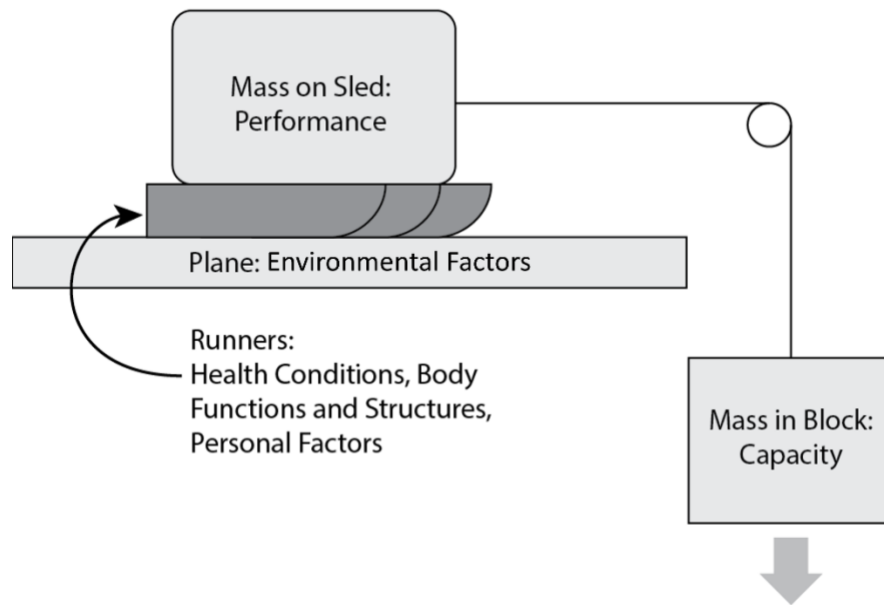 Mass on Sled:
Performance
Plane: Environmental Factors
Runners:
Health Conditions, Body
Functions and Structures,
Personal Factors
Mass in Block:
Capacity